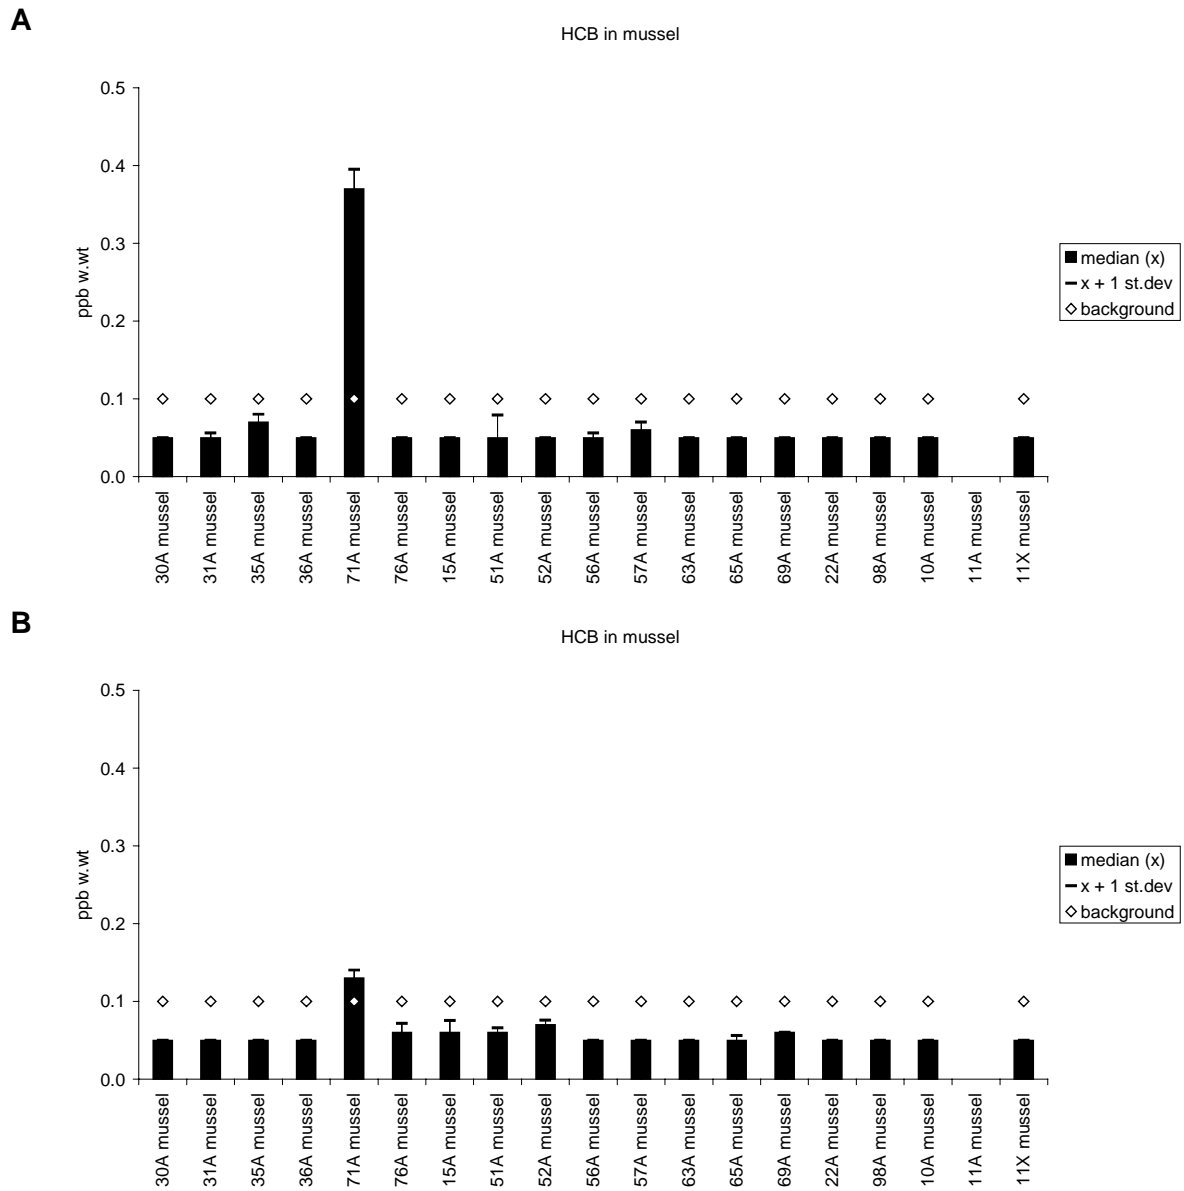 A
HCB in mussel
0.5
0.4
0.3
0.2
0.1
0.0
ppb w.wt
median (x)
x + 1 st.dev
background
30A mussel
31A mussel
35A mussel
36A mussel
71A mussel
76A mussel
15A mussel
51A mussel
52A mussel
56A mussel
57A mussel
63A mussel
65A mussel
69A mussel
22A mussel
98A mussel
10A mussel
11A mussel
11X mussel
B
HCB in mussel
0.5
0.4
0.3
0.2
0.1
0.0
ppb w.wt
median (x)
x + 1 st.dev
background
30A mussel
31A mussel
35A mussel
36A mussel
71A mussel
76A mussel
15A mussel
51A mussel
52A mussel
56A mussel
57A mussel
63A mussel
65A mussel
69A mussel
22A mussel
98A mussel
10A mussel
11A mussel
11X mussel